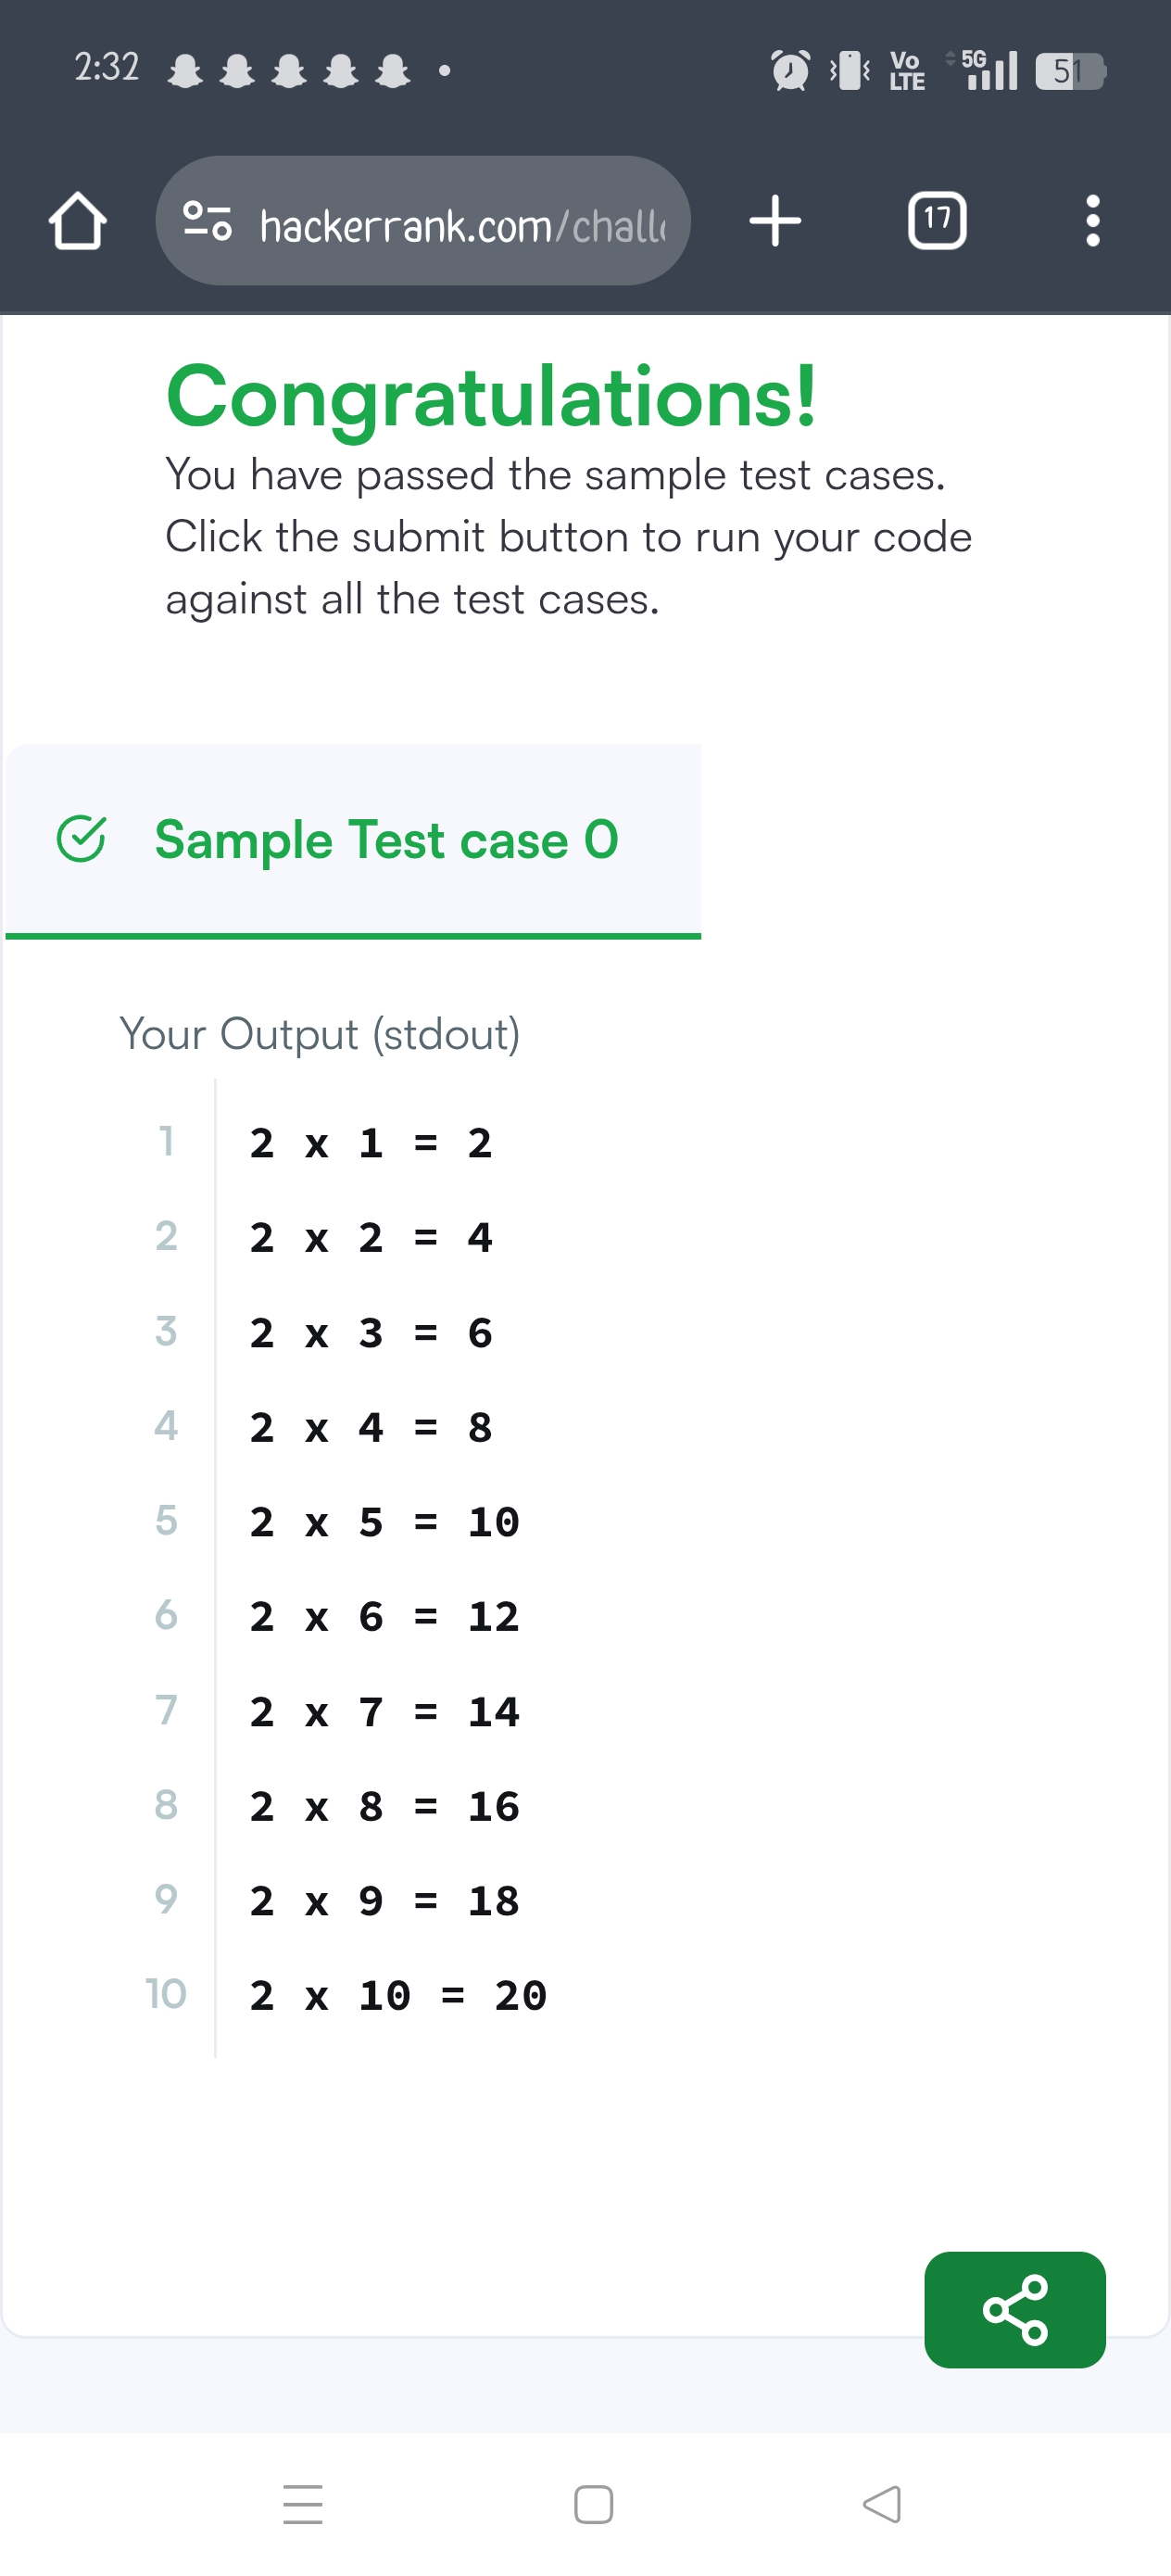 2:32
Vo LTE 5G 51
hackerrank.com/chall
17
Congratulations!
You have passed the sample test cases.
Click the submit button to run your code
against all the test cases.
Sample Test case 0
Your Output (stdout)
1 2 x 1 = 2
2 2 x 2 = 4
3 2 x 3 = 6
4 2 x 4 = 8
5 2 x 5 = 10
6 2 x 6 = 12
7 2 x 7 = 14
8 2 x 8 = 16
9 2 x 9 = 18
10 2 x 10 = 20